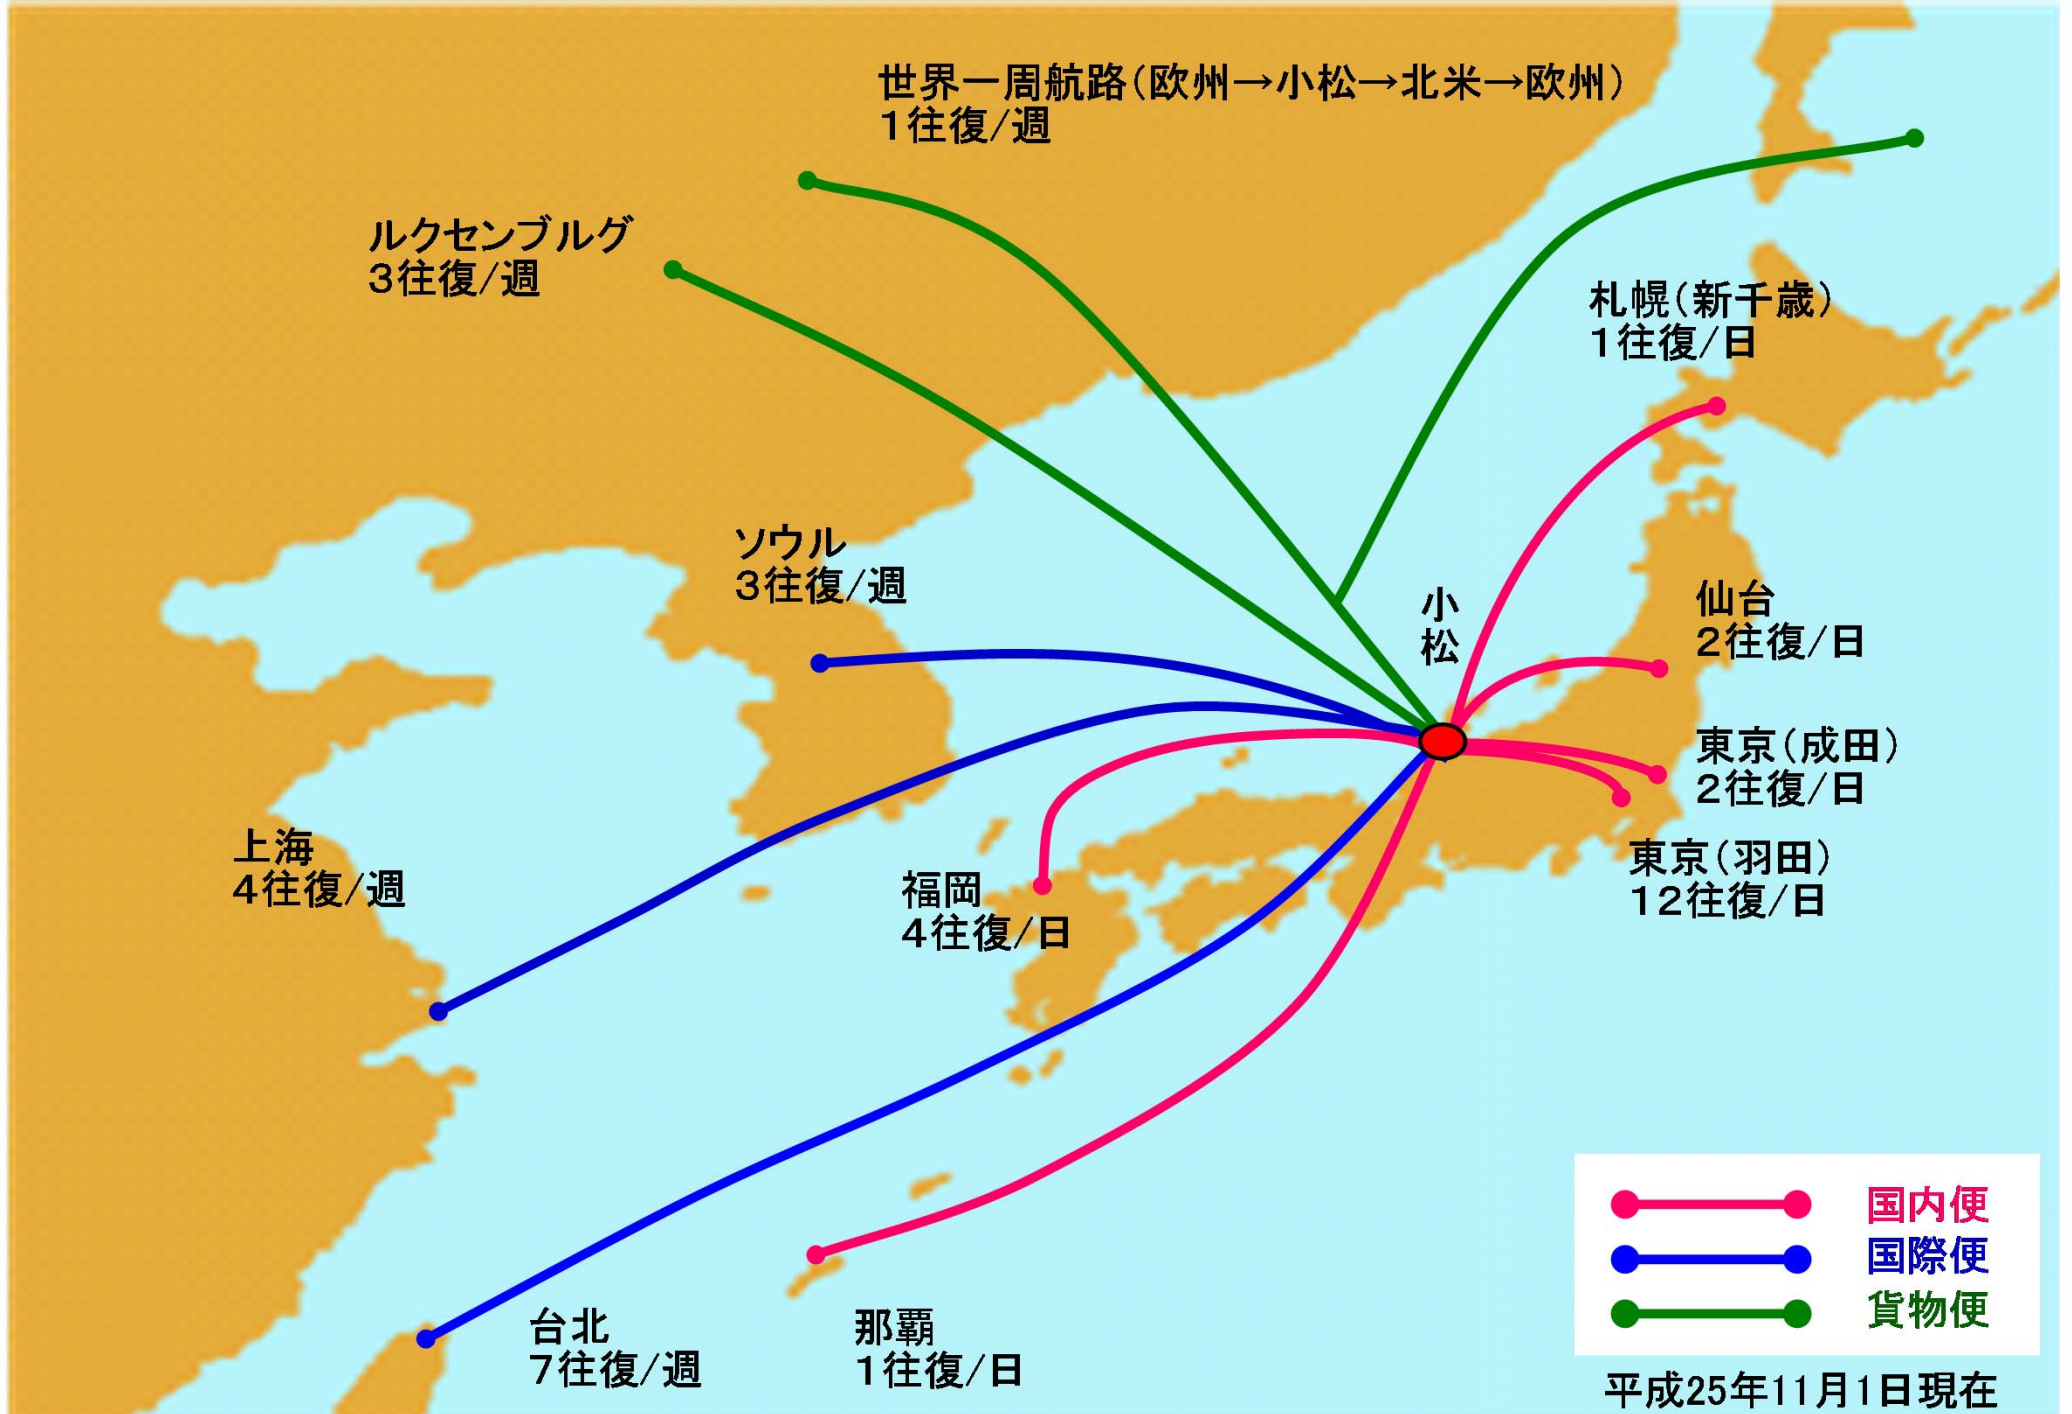 世界一周航路(欧州→小松→北米→欧州)
1往復/週
ルクセンブルグ
3往復/週
札幌(新千歳)
1往復/日
ソウル
3往復/週
小
松
仙台
2往復/日
東京(成田)
2往復/日
上海
4往復/週
福岡
4往復/日
東京(羽田)
12往復/日
台北
7往復/週
那覇
1往復/日
国内便
国際便
貨物便
平成25年11月1日現在